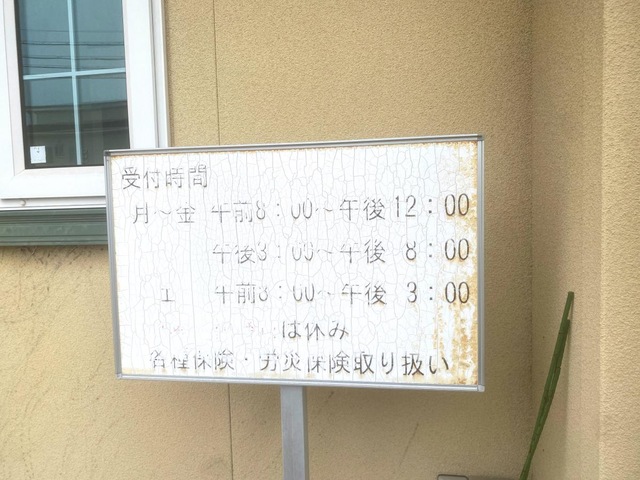 受付時間
月～金 午前8：00～午後12：00
午後3：00～午後 8：00
土 午前8：00～午後 3：00
は休み
各種保険・労災保険取り扱い